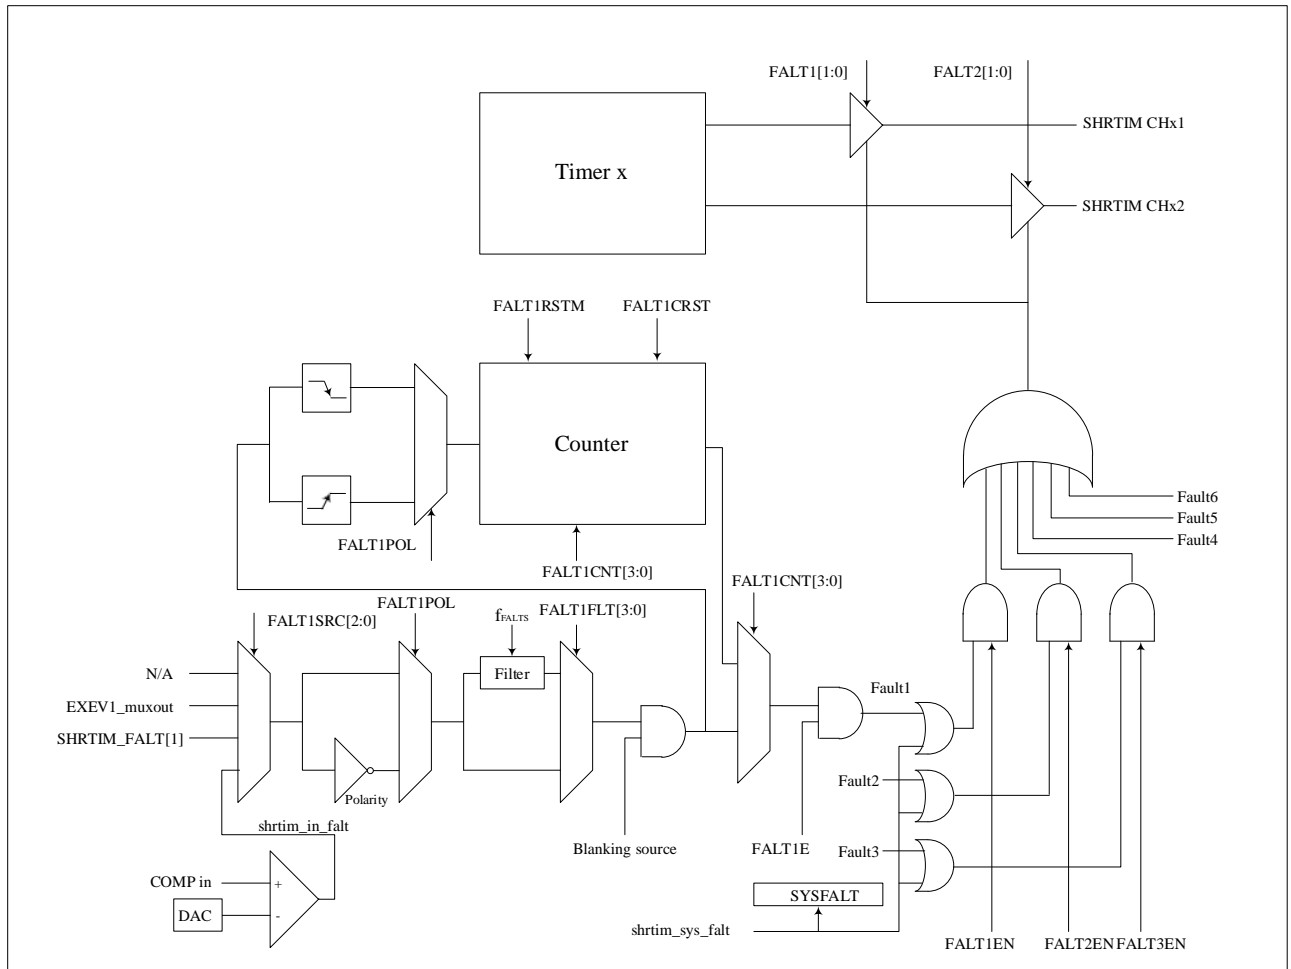 FALT1[1:0]
FALT2[1:0]
SHRTIM CHx1
Timer x
SHRTIM CHx2
FALT1RSTM
FALT1CRST
Counter
Fault6
Fault5
Fault4
FALT1POL
FALT1CNT[3:0]
FALT1CNT[3:0]
FALT1SRC[2:0]
FALT1POL
fFALTS
FALT1FLT[3:0]
N/A
Filter
EXEV1_muxout
SHRTIM_FALT[1]
Fault1
Polarity
Fault2
shrtim_in_falt
Blanking source
FALT1E
Fault3
COMP in
+
DAC
-
SYSFALT
shrtim_sys_falt
FALT1EN
FALT2EN
FALT3EN